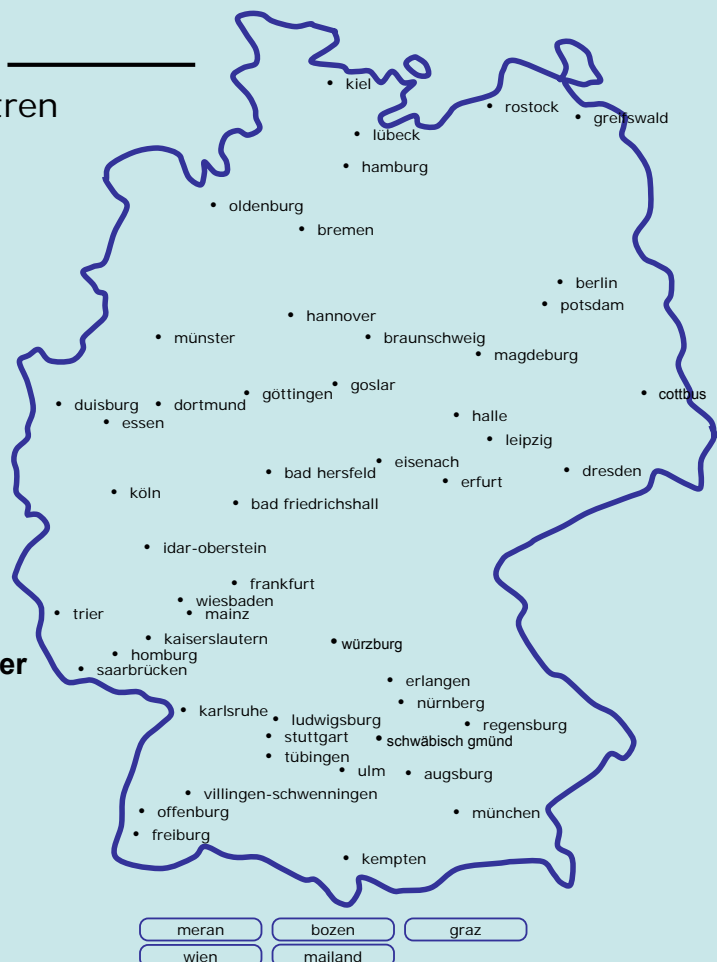 kiel
tren
rostock
greifswald
lübeck
hamburg
oldenburg
bremen
berlin
potsdam
hannover
münster
braunschweig
magdeburg
goslar
göttingen
cottbus
duisburg
dortmund
halle
essen
leipzig
eisenach
bad hersfeld
dresden
erfurt
köln
bad friedrichshall
idar-oberstein
frankfurt
wiesbaden
trier
mainz
kaiserslautern
würzburg
homburg
er
saarbrücken
erlangen
nürnberg
karlsruhe
ludwigsburg
regensburg
stuttgart
schwäbisch gmünd
tübingen
ulm
augsburg
villingen-schwenningen
offenburg
münchen
freiburg
kempten
meran bozen graz
wien mailand